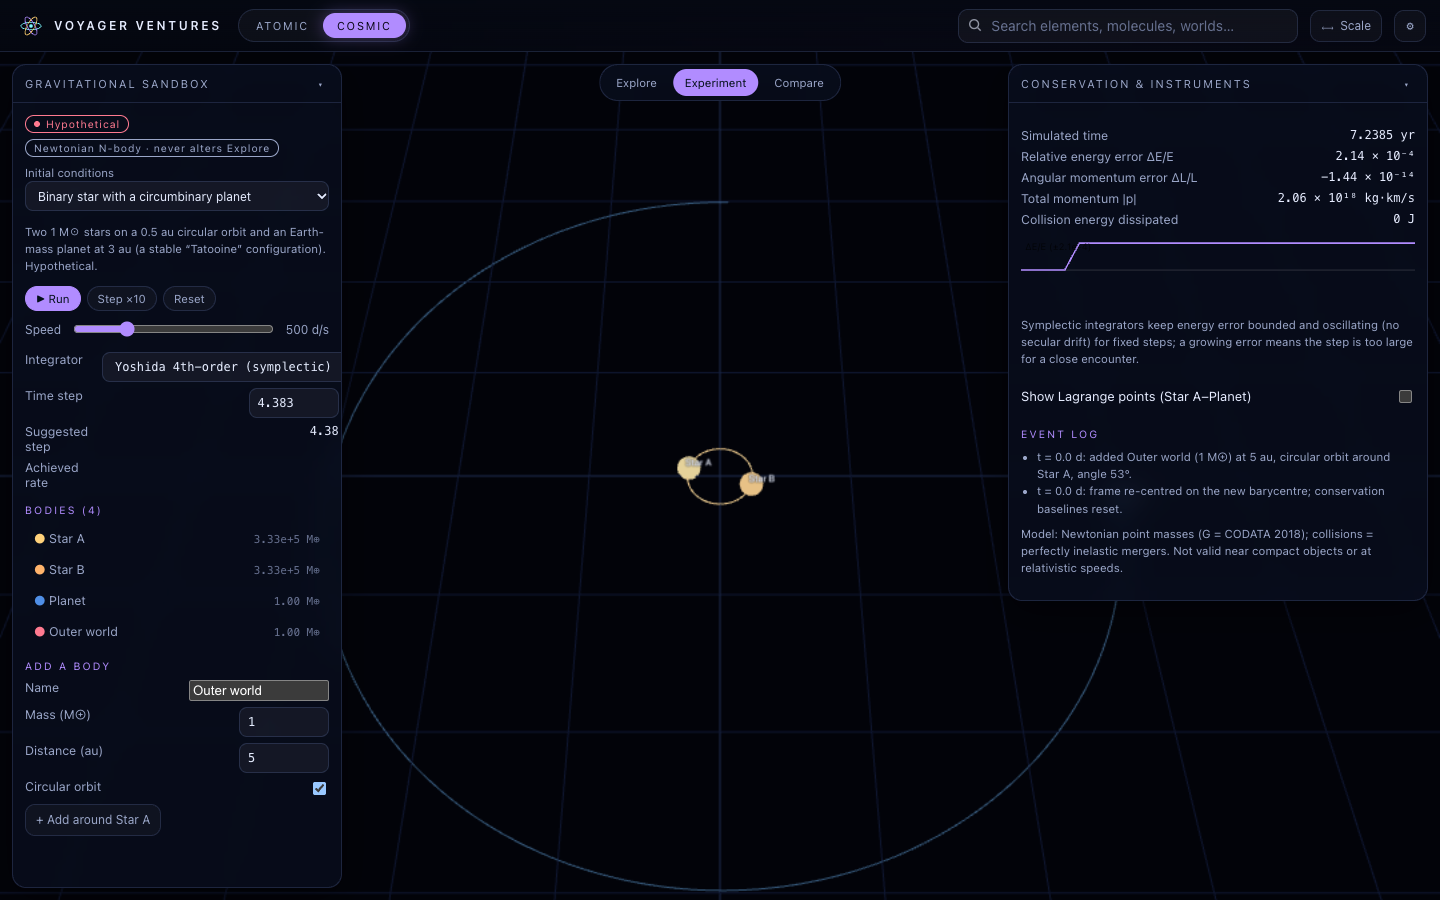 VOYAGER VENTURES
ATOMIC
COSMIC
Search elements, molecules, worlds...
Scale
GRAVITATIONAL SANDBOX
Hypothetical
Newtonian N-body · never alters Explore
Initial conditions
Binary star with a circumbinary planet
Two 1 M☉ stars on a 0.5 au circular orbit and an Earth-
mass planet at 3 au (a stable “Tatooine” configuration).
Hypothetical.
▶ Run
Step ×10
Reset
Speed
500 d/s
Integrator
Yoshida 4th-order (symplectic)
Time step
4.383
Suggested
step
4.38
Achieved
rate
BODIES (4)
Star A
3.33e+5 M⊕
Star B
3.33e+5 M⊕
Planet
1.00 M⊕
Outer world
1.00 M⊕
ADD A BODY
Name
Outer world
Mass (M⊕)
1
Distance (au)
5
Circular orbit
+ Add around Star A
Explore
Experiment
Compare
Star A
Star B
CONSERVATION & INSTRUMENTS
Simulated time
7.2385 yr
Relative energy error ΔE/E
2.14 × 10⁻⁴
Angular momentum error ΔL/L
−1.44 × 10⁻¹⁴
Total momentum |p|
2.06 × 10¹⁸ kg·km/s
Collision energy dissipated
0 J
Symplectic integrators keep energy error bounded and oscillating (no
secular drift) for fixed steps; a growing error means the step is too large
for a close encounter.
Show Lagrange points (Star A–Planet)
EVENT LOG
• t = 0.0 d: added Outer world (1 M⊕) at 5 au, circular orbit around
Star A, angle 53°.
• t = 0.0 d: frame re-centred on the new barycentre; conservation
baselines reset.
Model: Newtonian point masses (G = CODATA 2018); collisions =
perfectly inelastic mergers. Not valid near compact objects or at
relativistic speeds.